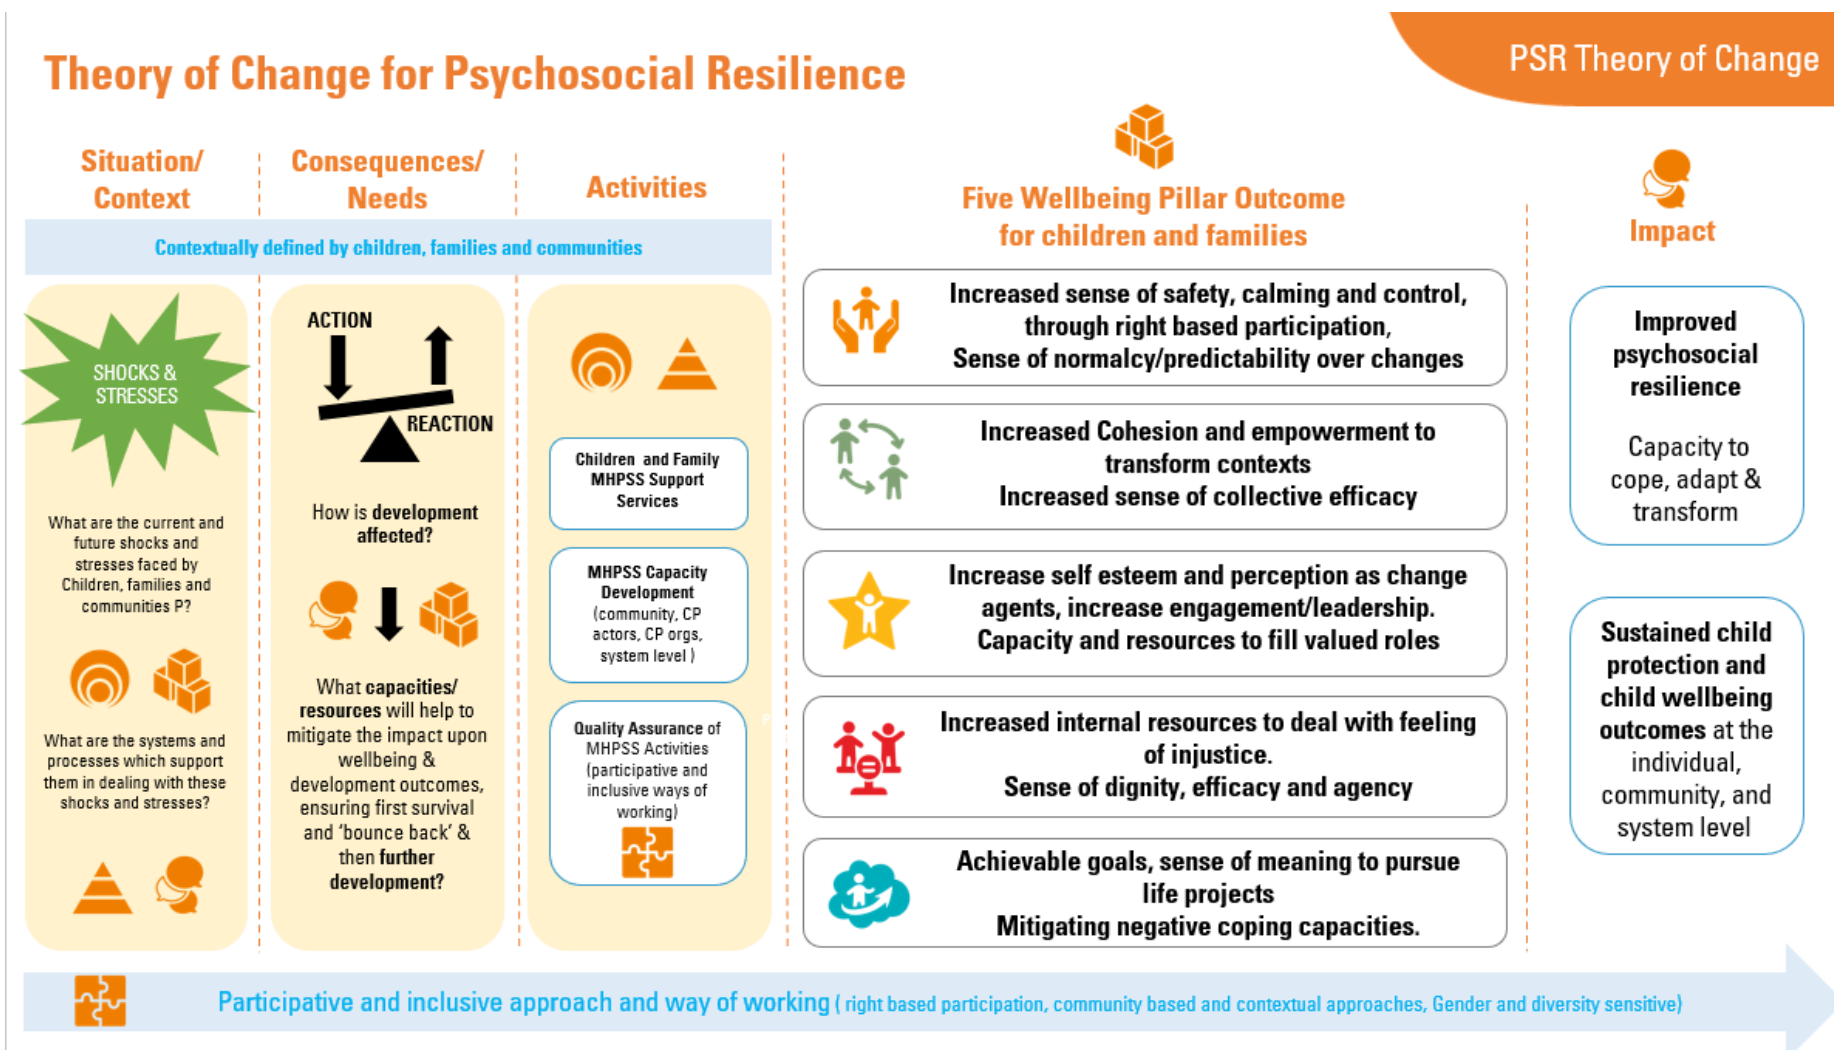 PSR Theory of Change
Theory of Change for Psychosocial Resilience
Situation/
Context
Consequences/
Needs
Activities
Five Wellbeing Pillar Outcome
for children and families
Impact
Contextually defined by children, families and communities
SHOCKS &
STRESSES
What are the current and
future shocks and
stresses faced by
Children, families and
communities P?
What are the systems and
processes which support
them in dealing with these
shocks and stresses?
ACTION
REACTION
How is development
affected?
What capacities/
resources will help to
mitigate the impact upon
wellbeing &
development outcomes,
ensuring first survival
and ‘bounce back’ &
then further
development?
Children and Family
MHPSS Support
Services
MHPSS Capacity
Development
(community, CP
actors, CP orgs,
system level )
Quality Assurance of
MHPSS Activities
(participative and
inclusive ways of
working)
P
Increased sense of safety, calming and control,
through right based participation,
Sense of normalcy/predictability over changes
Increased Cohesion and empowerment to
transform contexts
Increased sense of collective efficacy
Increase self esteem and perception as change
agents, increase engagement/leadership.
Capacity and resources to fill valued roles
Increased internal resources to deal with feeling
of injustice.
Sense of dignity, efficacy and agency
Achievable goals, sense of meaning to pursue
life projects
Mitigating negative coping capacities.
Improved
psychosocial
resilience
Capacity to
cope, adapt &
transform
Sustained child
protection and
child wellbeing
outcomes at the
individual,
community, and
system level
Participative and inclusive approach and way of working ( right based participation, community based and contextual approaches, Gender and diversity sensitive)